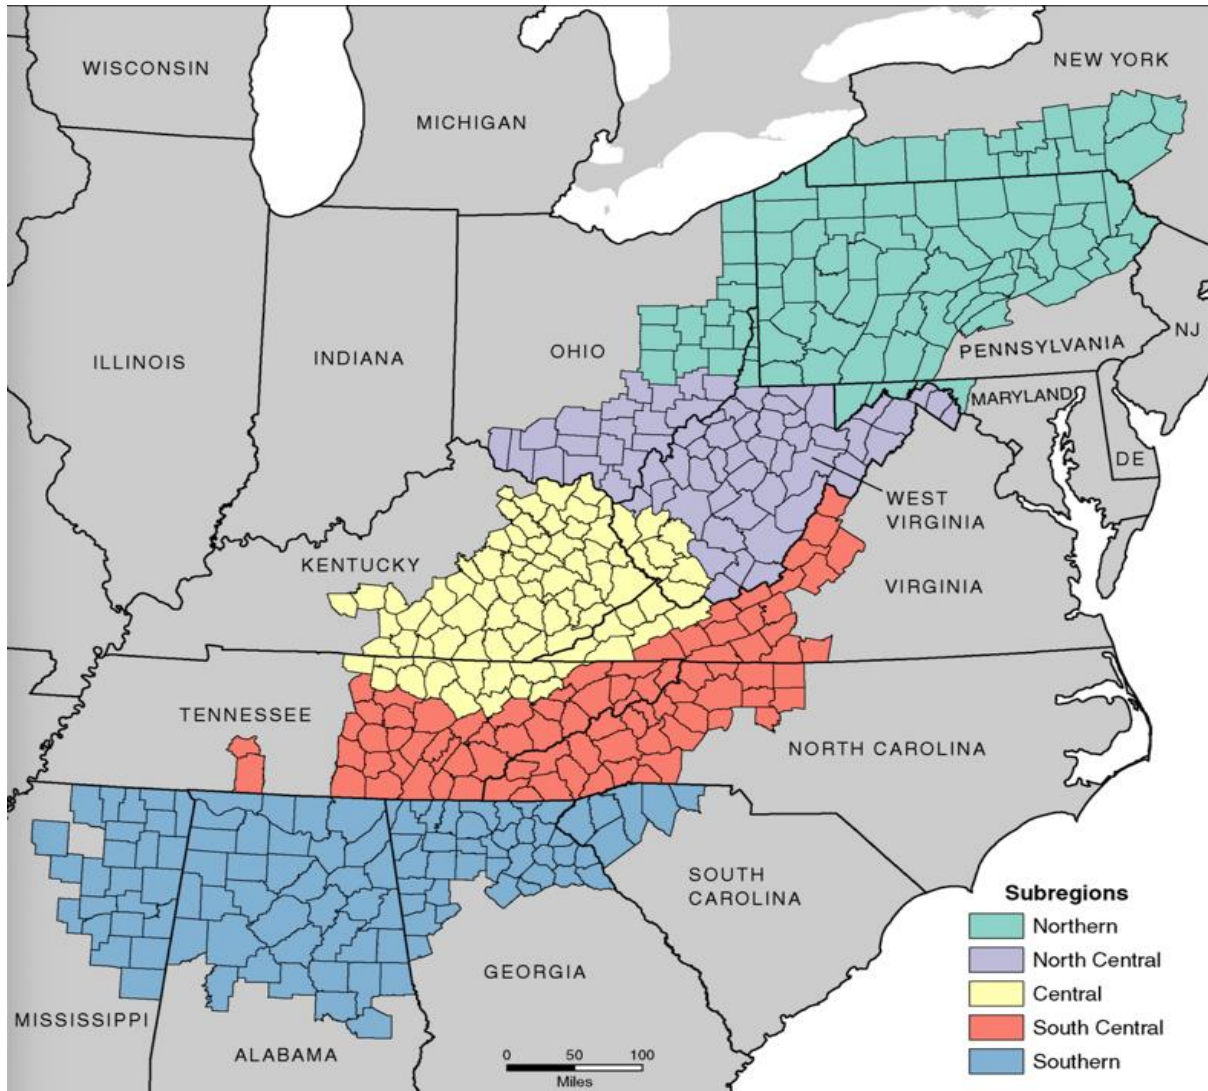 NEW YORK
WISCONSIN
MICHIGAN
NJ
ILLINOIS
INDIANA
OHIO
PENNSYLVANIA
MARYLAND
DE
WEST
VIRGINIA
KENTUCKY
VIRGINIA
TENNESSEE
NORTH CAROLINA
SOUTH
CAROLINA
GEORGIA
MISSISSIPPI
ALABAMA
0 50 100
Miles
Subregions
Northern
North Central
Central
South Central
Southern